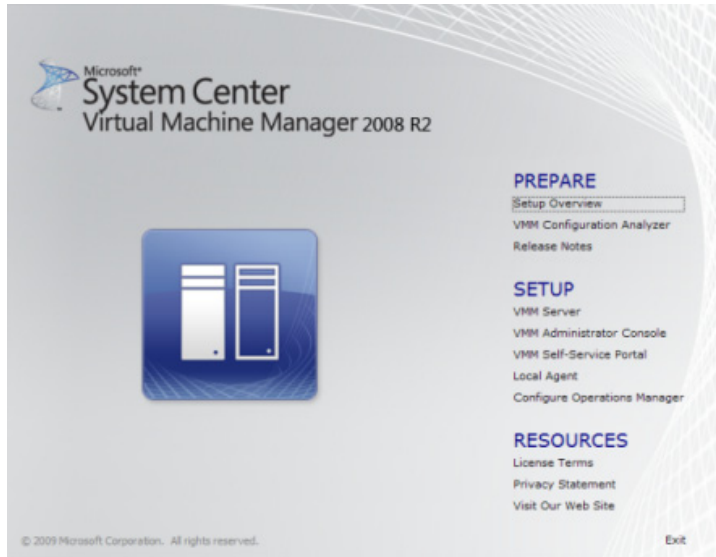 Microsoft®
System Center
Virtual Machine Manager 2008 R2
PREPARE
Setup Overview
VMM Configuration Analyzer
Release Notes
SETUP
VMM Server
VMM Administrator Console
VMM Self-Service Portal
Local Agent
Configure Operations Manager
RESOURCES
License Terms
Privacy Statement
Visit Our Web Site
© 2009 Microsoft Corporation. All rights reserved.
Exit